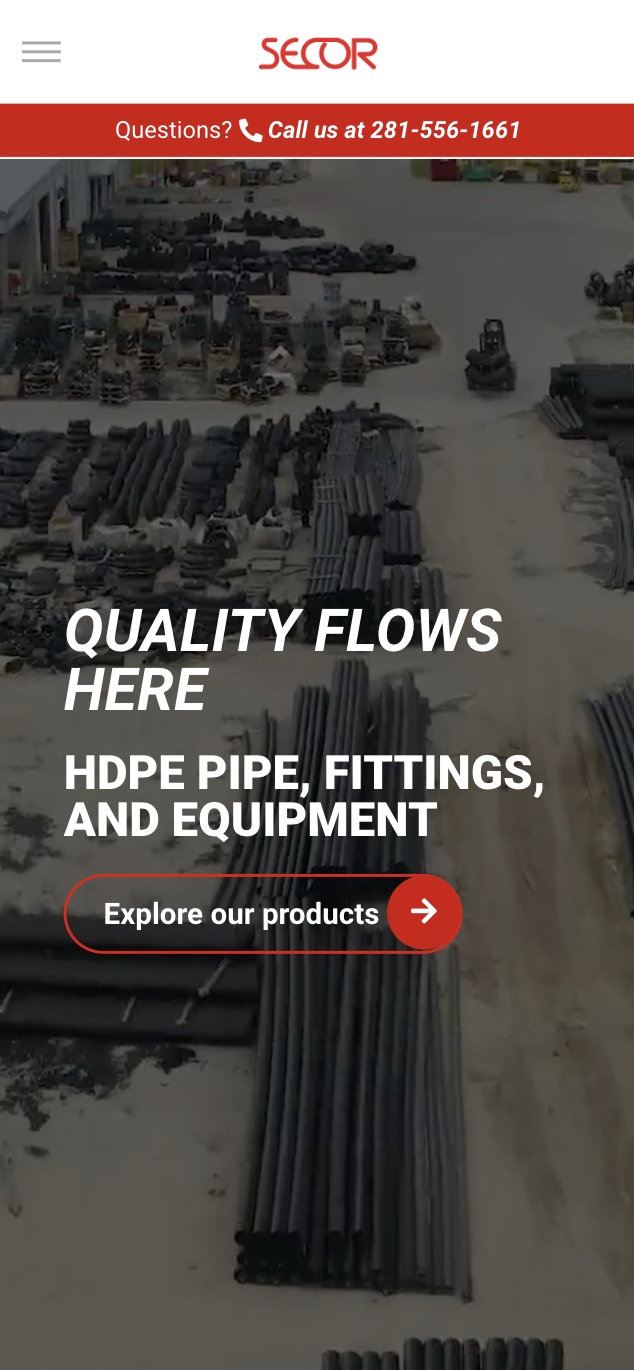 SECOR
Questions? Call us at 281-556-1661
QUALITY FLOWS
HERE
HDPE PIPE, FITTINGS,
AND EQUIPMENT
Explore our products